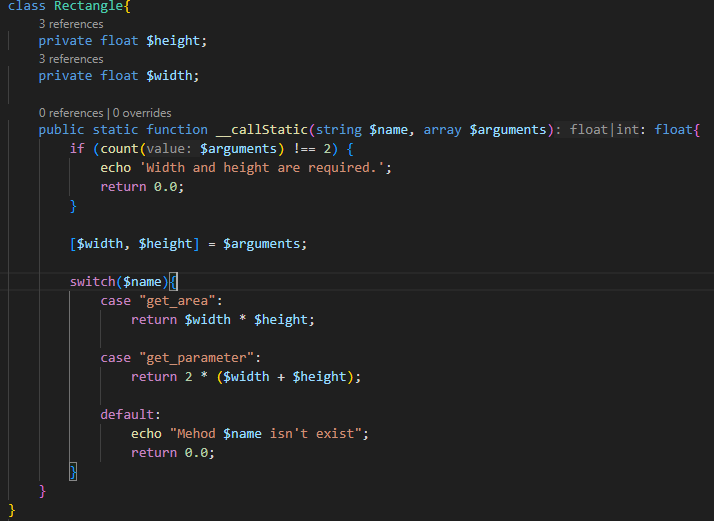 class Rectangle{
3 references
private float $height;
3 references
private float $width;
0 references | 0 overrides
public static function __callStatic(string $name, array $arguments): float|int: float{
if (count(value: $arguments) !== 2) {
echo 'Width and height are required.';
return 0.0;
}
[$width, $height] = $arguments;
switch($name){
case "get_area":
return $width * $height;
case "get_parameter":
return 2 * ($width + $height);
default:
echo "Mehod $name isn't exist";
return 0.0;
}
}
}